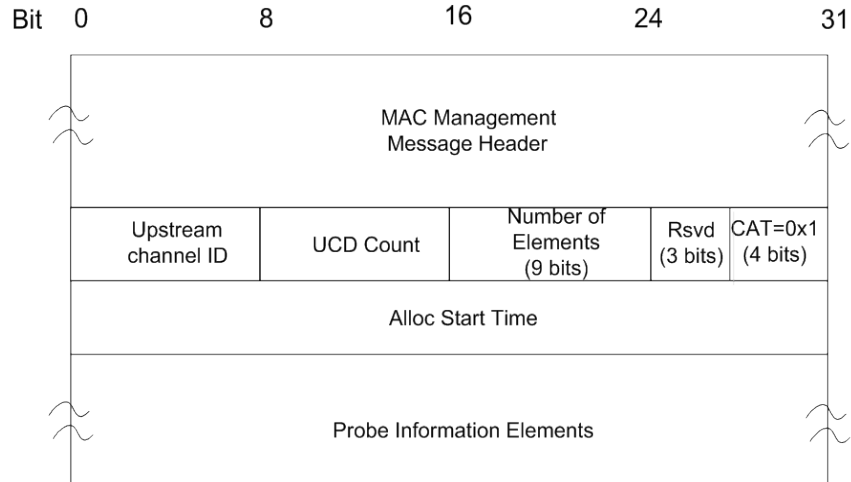 Bit 0 8 16 24 31
MAC Management
Message Header
Upstream
channel ID
UCD Count
Number of
Elements
(9 bits)
Rsvd
(3 bits)
CAT=0x1
(4 bits)
Alloc Start Time
Probe Information Elements